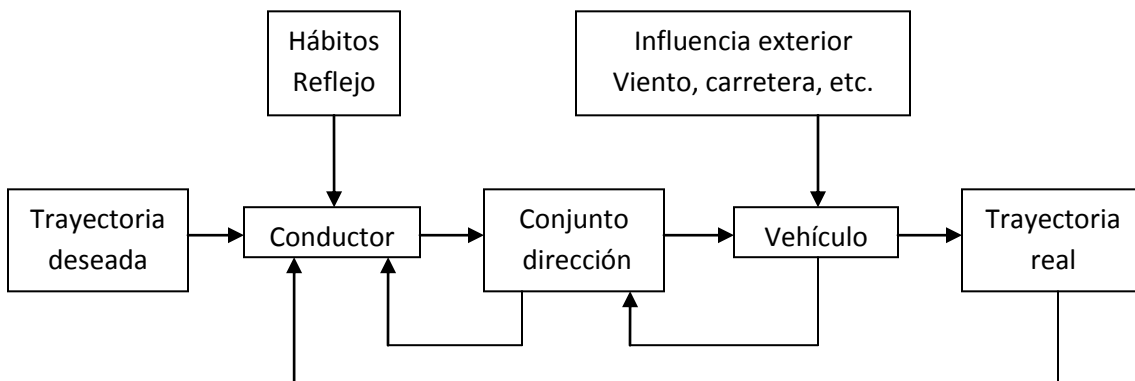 Hábitos
Reflejo
Influencia exterior
Viento, carretera, etc.
Trayectoria
deseada
Conductor
Conjunto
dirección
Vehículo
Trayectoria
real